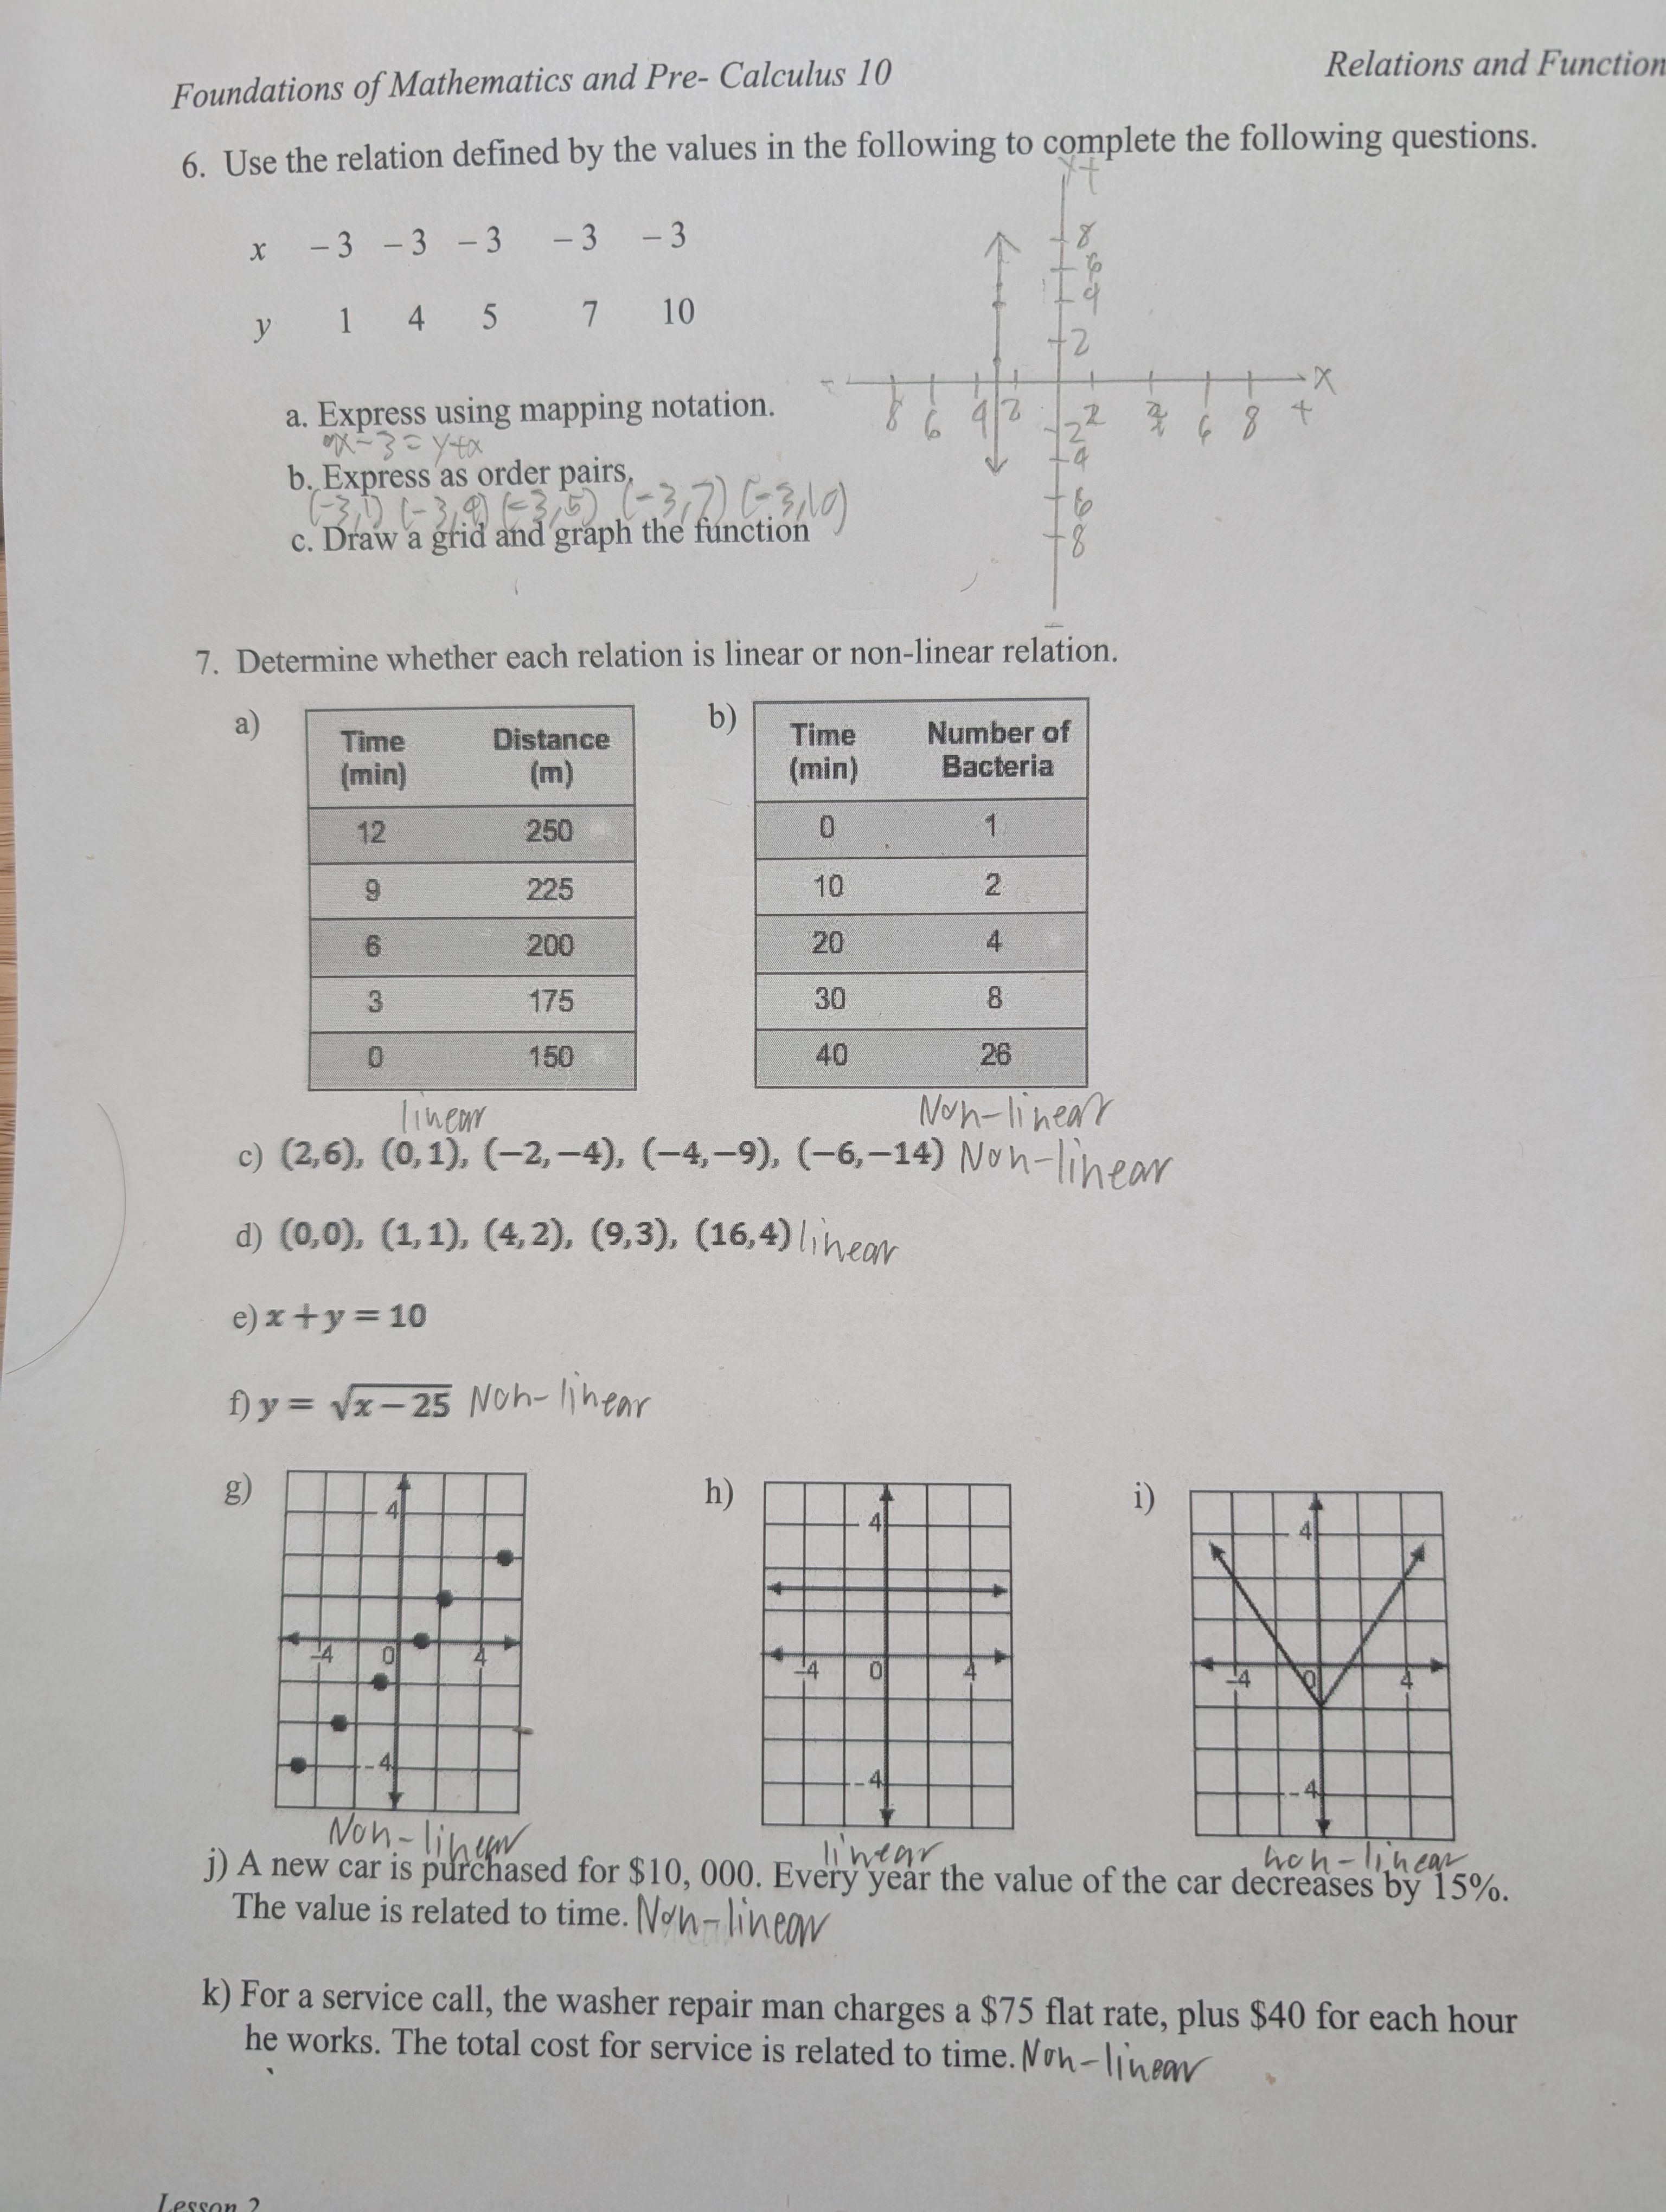 Foundations of Mathematics and Pre- Calculus 10
Relations and Function
6. Use the relation defined by the values in the following to complete the following questions.
x −3 −3 −3 −3 −3
y 1 4 5 7 10
8
6
4
2
x
8 6 4 2 2 4 6 8 +
2
4
6
8
a. Express using mapping notation.
x-3=y+x
b. Express as order pairs.
(-3,1) (-3,4) (-3,5) (-3,7) (-3,10)
c. Draw a grid and graph the function
7. Determine whether each relation is linear or non-linear relation.
a)
Time (min) Distance (m)
12 250
9 225
6 200
3 175
0 150
linear
b)
Time (min) Number of Bacteria
0 1
10 2
20 4
30 8
40 26
Non-linear
c) (2,6), (0,1), (−2,−4), (−4,−9), (−6,−14) Non-linear
d) (0,0), (1,1), (4,2), (9,3), (16,4) linear
e) x + y = 10
f) y = √x − 25 Non-linear
g)
4
-4 0 4
-4
Non-linear
h)
4
-4 0 4
-4
linear
i)
4
-4 0 4
-4
non-linear
j) A new car is purchased for $10, 000. Every year the value of the car decreases by 15%.
The value is related to time. Non-linear
k) For a service call, the washer repair man charges a $75 flat rate, plus $40 for each hour
he works. The total cost for service is related to time. Non-linear
Lesson 2